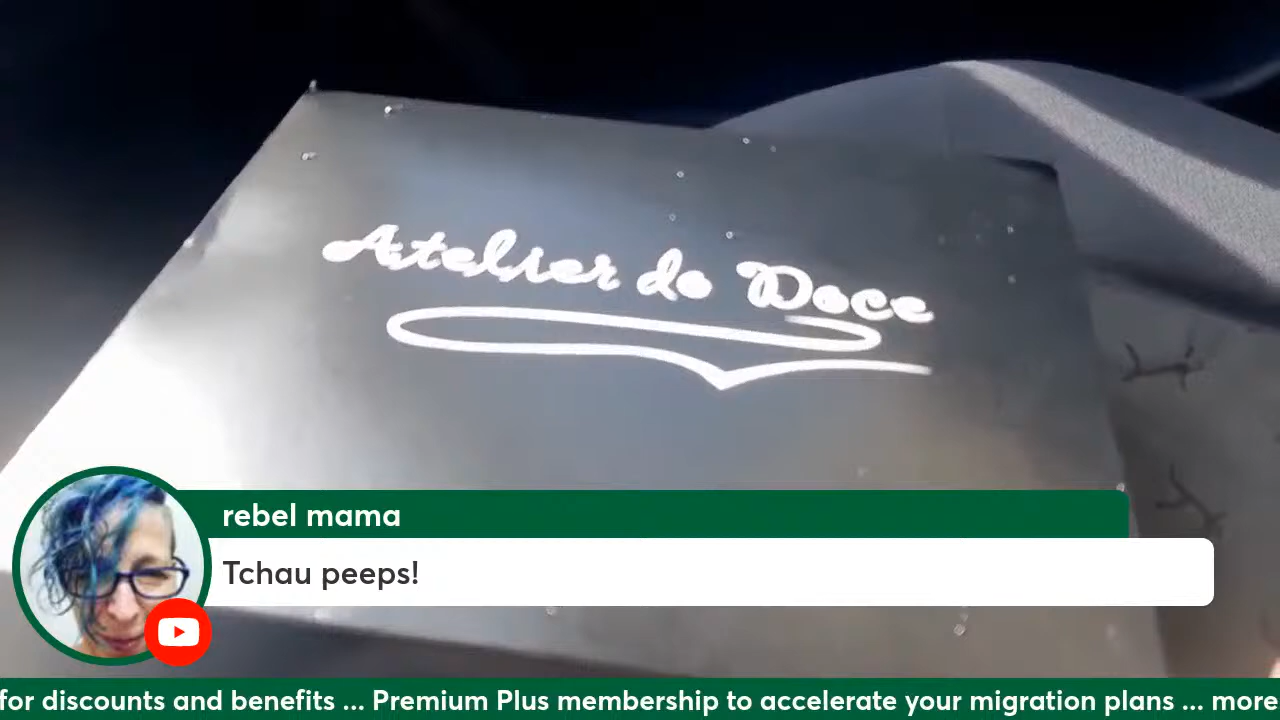 Atelier do Doce
rebel mama
Tchau peeps!
for discounts and benefits ... Premium Plus membership to accelerate your migration plans ... more